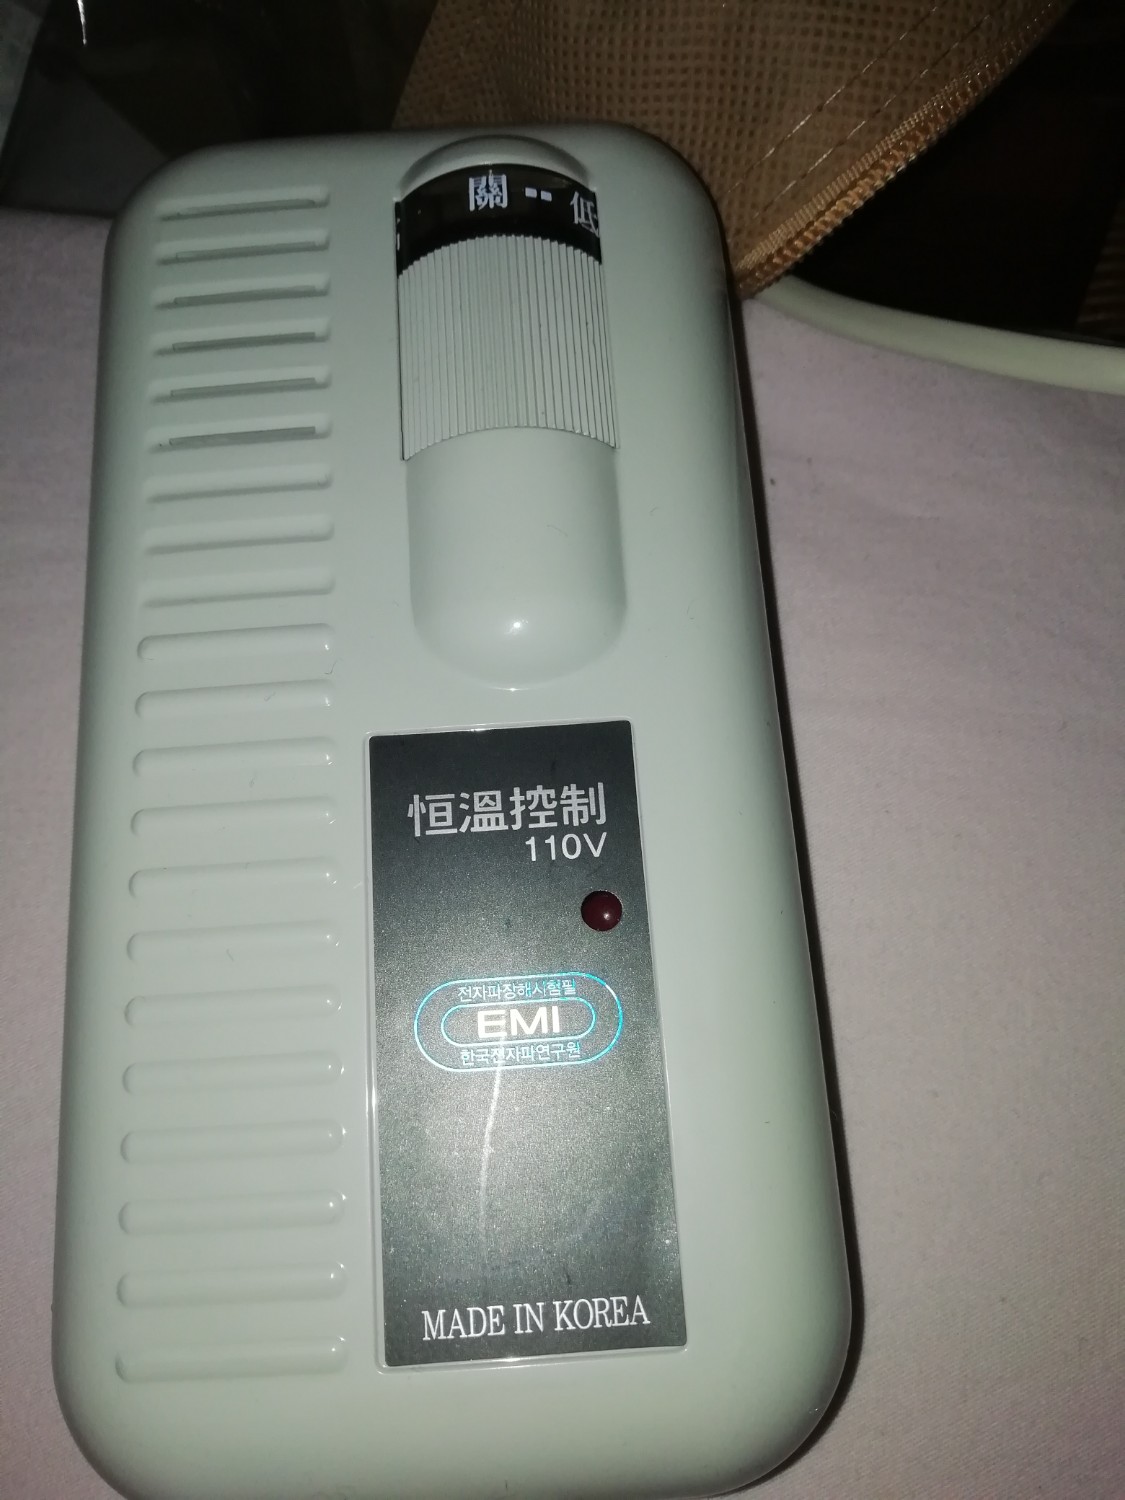 關 ▪▪ 低
恒溫控制
110V
전자파장해시험필
EMI
한국전자파연구원
MADE IN KOREA